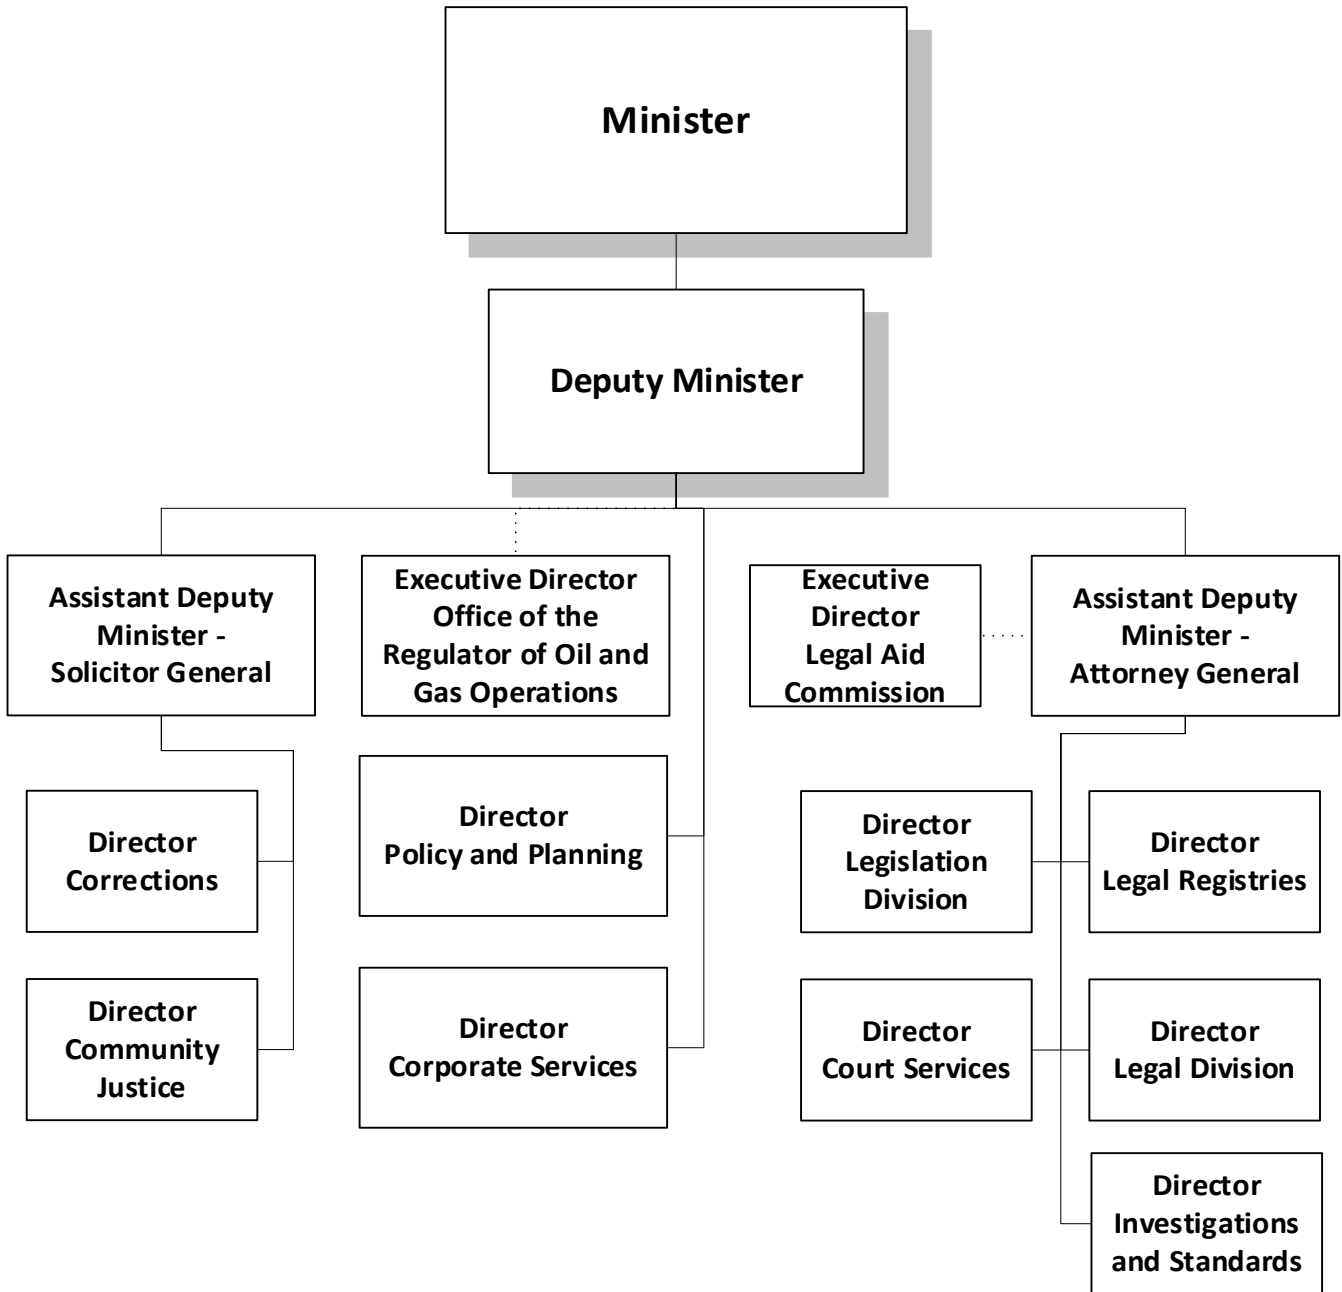 Minister
Deputy Minister
Assistant Deputy
Minister -
Solicitor General
Executive Director
Office of the
Regulator of Oil and
Gas Operations
Executive
Director
Legal Aid
Commission
Assistant Deputy
Minister -
Attorney General
Director
Corrections
Director
Policy and Planning
Director
Legislation
Division
Director
Legal Registries
Director
Community
Justice
Director
Corporate Services
Director
Court Services
Director
Legal Division
Director
Investigations
and Standards